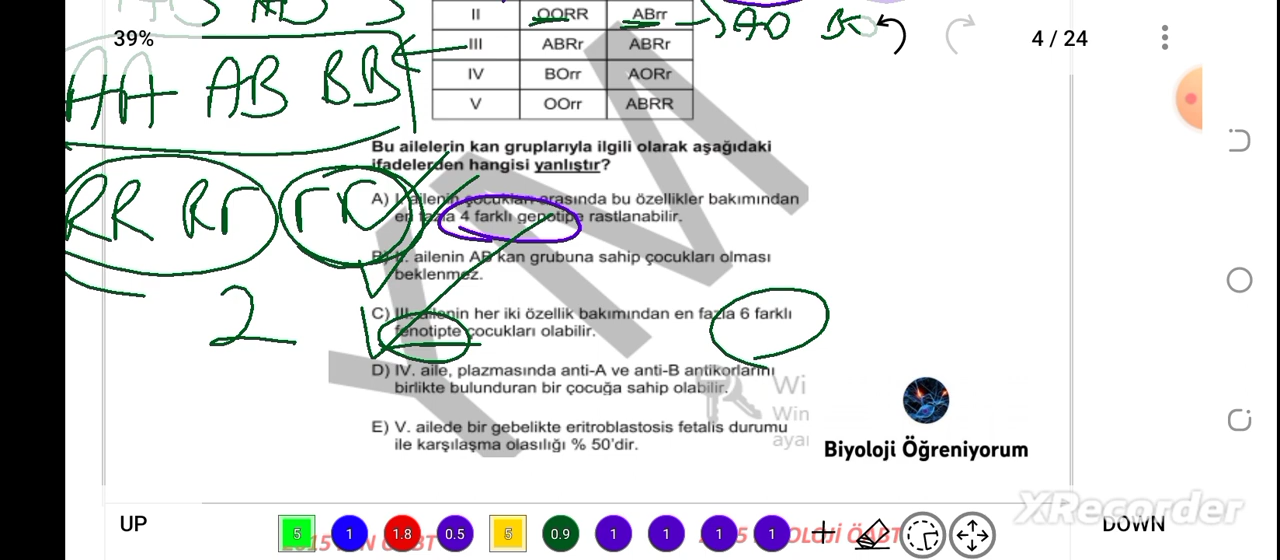 39%
4 / 24
II OORR ABrr → AO BO
III ABRr ABRr
AA AB BB
IV BOrr AORr
V OOrr ABRR
Bu ailelerin kan gruplarıyla ilgili olarak aşağıdaki
ifadelerden hangisi yanlıştır?
RR Rr rr
A) I. ailenin çocukları arasında bu özellikler bakımından
en fazla 4 farklı genotipe rastlanabilir.
B) II. ailenin AB kan grubuna sahip çocukları olması
beklenmez.
2 1
C) III. ailenin her iki özellik bakımından en fazla 6 farklı
fenotipte çocukları olabilir.
D) IV. aile, plazmasında anti-A ve anti-B antikorlarını
birlikte bulunduran bir çocuğa sahip olabilir.
Wi
Win
ayaı
E) V. ailede bir gebelikte eritroblastosis fetalis durumu
ile karşılaşma olasılığı % 50'dir.
Biyoloji Öğreniyorum
XRecorder
UP 5 1 1.8 0.5 5 0.9 1 1 1 1 DOWN
YM